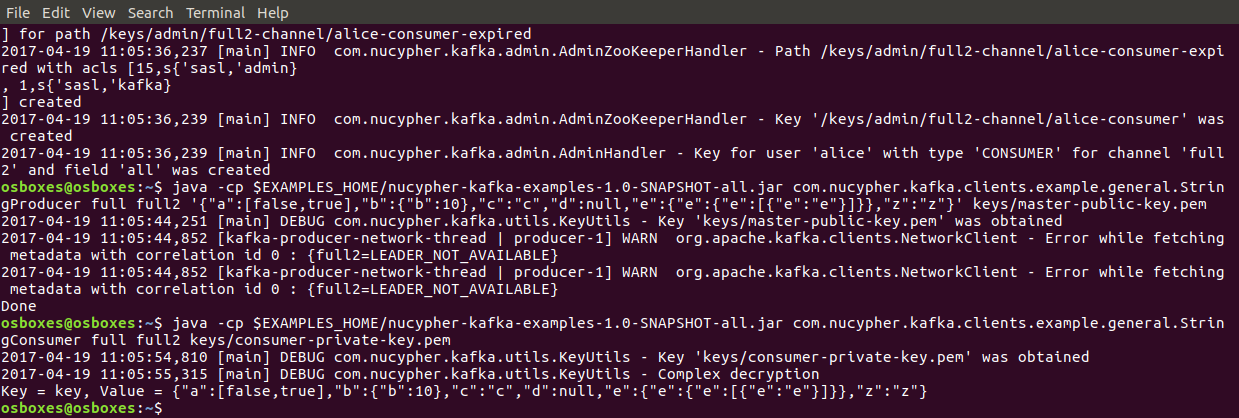 File Edit View Search Terminal Help
] for path /keys/admin/full2-channel/alice-consumer-expired
2017-04-19 11:05:36,237 [main] INFO  com.nucypher.kafka.admin.AdminZooKeeperHandler - Path /keys/admin/full2-channel/alice-consumer-expi
red with acls [15,s{'sasl,'admin}
, 1,s{'sasl,'kafka}
] created
2017-04-19 11:05:36,239 [main] INFO  com.nucypher.kafka.admin.AdminZooKeeperHandler - Key '/keys/admin/full2-channel/alice-consumer' was
 created
2017-04-19 11:05:36,239 [main] INFO  com.nucypher.kafka.admin.AdminHandler - Key for user 'alice' with type 'CONSUMER' for channel 'full
2' and field 'all' was created
osboxes@osboxes:~$ java -cp $EXAMPLES_HOME/nucypher-kafka-examples-1.0-SNAPSHOT-all.jar com.nucypher.kafka.clients.example.general.Strin
gProducer full full2 '{"a":[false,true],"b":{"b":10},"c":"c","d":null,"e":{"e":{"e":[{"e":"e"}]}},"z":"z"}' keys/master-public-key.pem
2017-04-19 11:05:44,251 [main] DEBUG com.nucypher.kafka.utils.KeyUtils - Key 'keys/master-public-key.pem' was obtained
2017-04-19 11:05:44,852 [kafka-producer-network-thread | producer-1] WARN  org.apache.kafka.clients.NetworkClient - Error while fetching
 metadata with correlation id 0 : {full2=LEADER_NOT_AVAILABLE}
2017-04-19 11:05:44,852 [kafka-producer-network-thread | producer-1] WARN  org.apache.kafka.clients.NetworkClient - Error while fetching
 metadata with correlation id 0 : {full2=LEADER_NOT_AVAILABLE}
Done
osboxes@osboxes:~$ java -cp $EXAMPLES_HOME/nucypher-kafka-examples-1.0-SNAPSHOT-all.jar com.nucypher.kafka.clients.example.general.Strin
gConsumer full full2 keys/consumer-private-key.pem
2017-04-19 11:05:54,810 [main] DEBUG com.nucypher.kafka.utils.KeyUtils - Key 'keys/consumer-private-key.pem' was obtained
2017-04-19 11:05:55,315 [main] DEBUG com.nucypher.kafka.utils.KeyUtils - Complex decryption
Key = key, Value = {"a":[false,true],"b":{"b":10},"c":"c","d":null,"e":{"e":{"e":[{"e":"e"}]}},"z":"z"}
osboxes@osboxes:~$